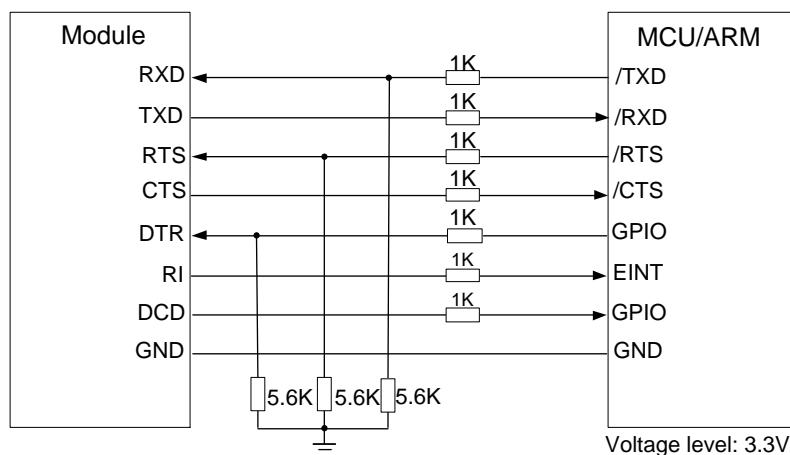 Module
MCU/ARM
RXD
1K
/TXD
TXD
1K
/RXD
RTS
1K
/RTS
CTS
1K
/CTS
DTR
1K
GPIO
RI
1K
EINT
DCD
1K
GPIO
GND
GND
5.6K
5.6K
5.6K
Voltage level: 3.3V